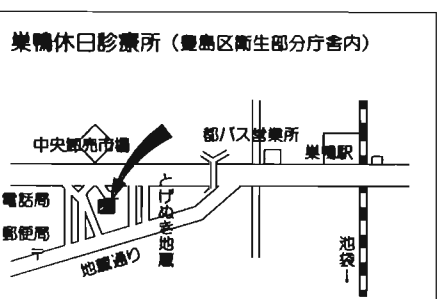 巣鴨休日診療所（豊島区衛生部分庁舎内）
中央卸売市場
都バス営業所
巣鴨駅
電話局
とげぬき地蔵
郵便局
〒
地蔵通り
池袋→